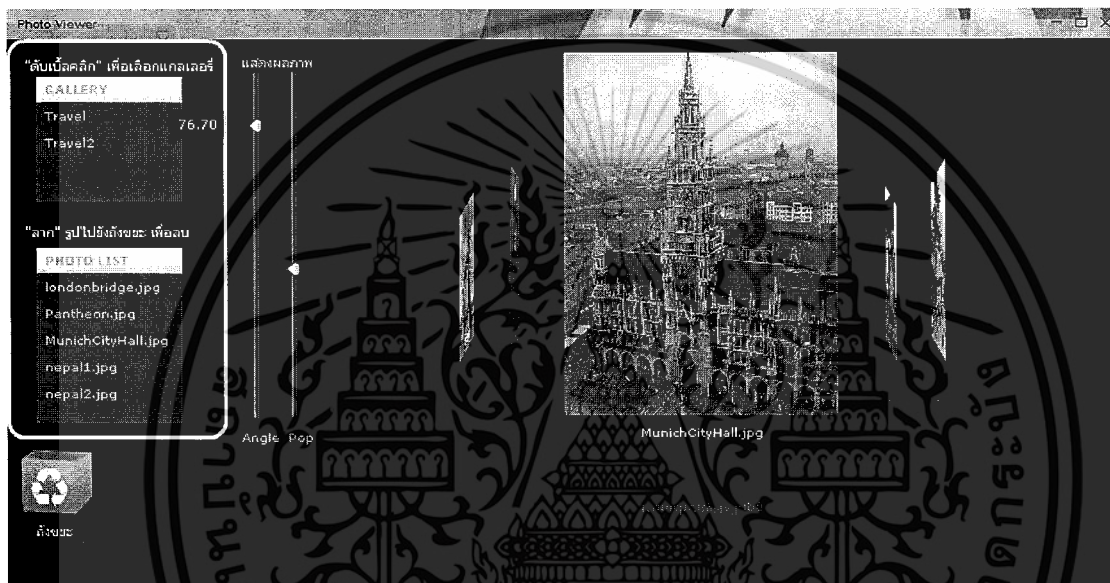 Photo Viewer
"ดับเบิ้ลคลิก" เพื่อเลือกแกลเลอรี่
GALLERY
Travel
Travel2
76.70
แสดงผลภาพ
"ลาก" รูปไปยังถังขยะ เพื่อลบ
PHOTO LIST
londonbridge.jpg
Pantheon.jpg
MunichCityHall.jpg
nepal1.jpg
nepal2.jpg
Angle Pop
MunichCityHall.jpg
ถังขยะ